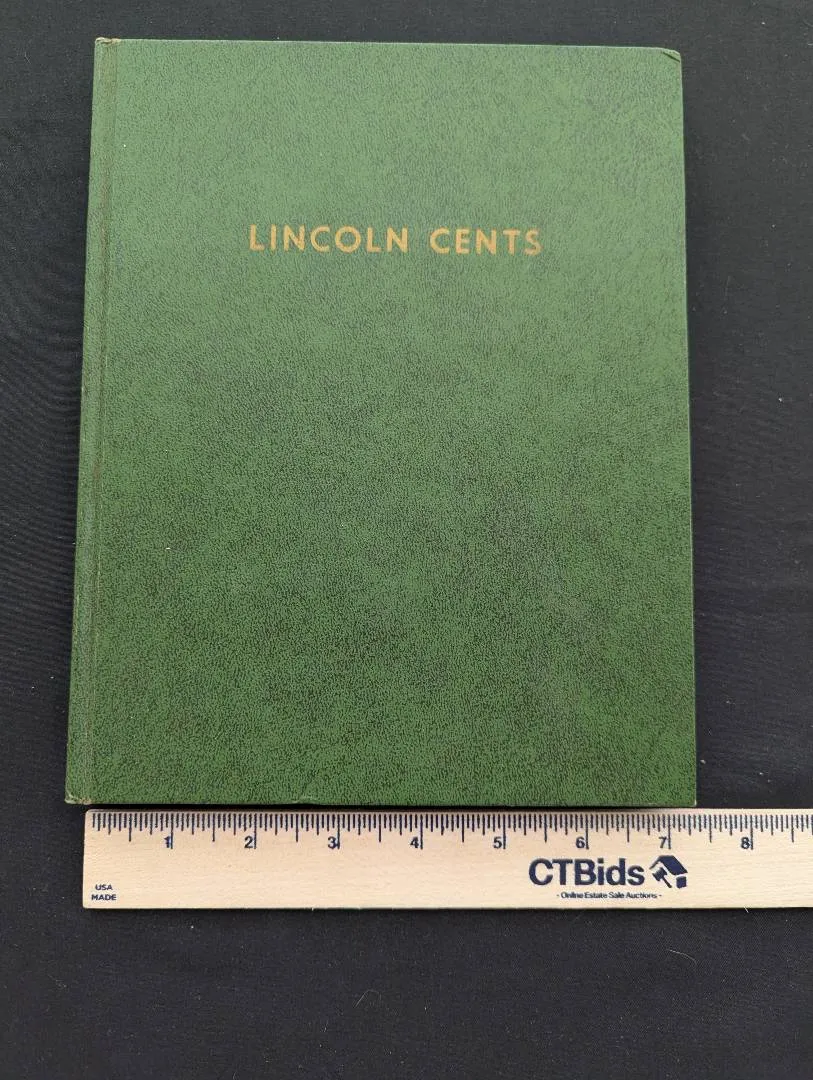 LINCOLN CENTS
1 2 3 4 5 6 7 8
CTBids
- Online Estate Sale Auctions -
USA
MADE